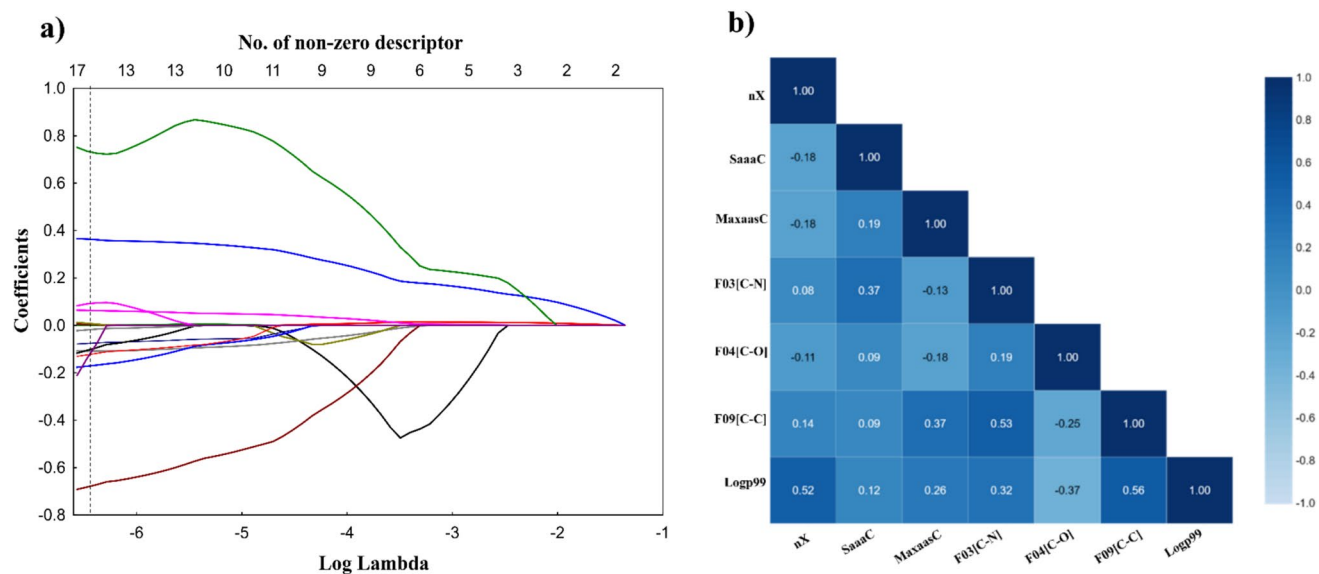 a)
No. of non-zero descriptor
17 13 13 10 11 9 9 6 5 3 2 2
1.0
0.8
0.6
0.4
0.2
0.0
-0.2
-0.4
-0.6
-0.8
Coefficients
-6 -5 -4 -3 -2 -1
Log Lambda
b)
nX 1.00
SaaaC -0.18 1.00
MaxaasC -0.18 0.19 1.00
F03[C-N] 0.08 0.37 -0.13 1.00
F04[C-O] -0.11 0.09 -0.18 0.19 1.00
F09[C-C] 0.14 0.09 0.37 0.53 -0.25 1.00
Logp99 0.52 0.12 0.26 0.32 -0.37 0.56 1.00
nX SaaaC MaxaasC F03[C-N] F04[C-O] F09[C-C] Logp99
1.0
0.8
0.6
0.4
0.2
0.0
-0.2
-0.4
-0.6
-0.8
-1.0